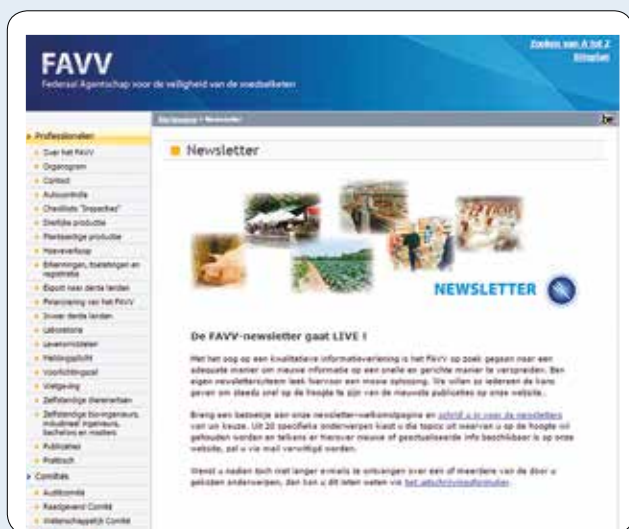 Zoeken van A tot Z
Sitemap
FAVV
Federaal Agentschap voor de veiligheid van de voedselketen
> Newsletter
Professionelen
Over het FAVV
Organogram
Contact
Autocontrole
Checklists "Inspecties"
Dierlijke productie
Plantaardige productie
Hoeveverkoop
Erkenningen, toelatingen en
registratie
Export naar derde landen
Financiering van het FAVV
Invoer derde landen
Laboratoria
Levensmiddelen
Meldingsplicht
Voorlichtingscel
Wetgeving
Zelfstandige dierenartsen
Zelfstandige bio-ingenieurs,
industrieel ingenieurs,
bachelors en masters
Publicaties
Praktisch
Comités
Auditcomité
Raadgevend Comité
Wetenschappelijk Comité
be
Newsletter
NEWSLETTER
De FAVV-newsletter gaat LIVE !
Met het oog op een kwalitatieve informatieverlening is het FAVV op zoek gegaan naar een
adequate manier om nieuwe informatie op een snelle en gerichte manier te verspreiden. Een
eigen newslettersysteem leek hiervoor een mooie oplossing. We willen zo iedereen de kans
geven om steeds snel op de hoogte te zijn van de nieuwste publicaties op onze website.
Breng een bezoekje aan onze newsletter-welkomstpagina en schrijf u in voor de newsletters
van uw keuze. Uit 20 specifieke onderwerpen kiest u die topics uit waarvan u op de hoogte wil
gehouden worden en telkens er hierover nieuwe of geactualiseerde info beschikbaar is op onze
website, zal u via mail verwittigd worden.
Wenst u nadien toch niet langer e-mails te ontvangen over een of meerdere van de door u
gekozen onderwerpen, dan kan u dit laten weten via het uitschrijvingsformulier.